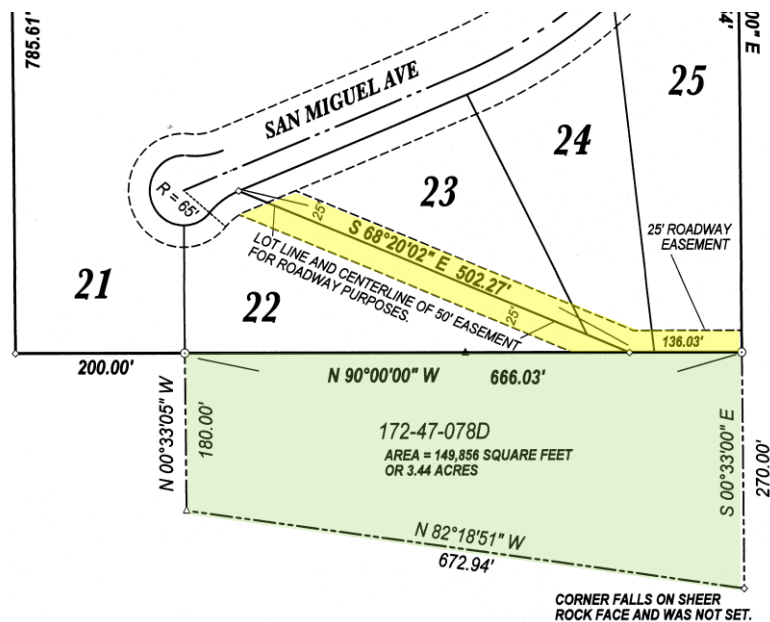 785.61'
00" E
SAN MIGUEL AVE
25
24
23
R = 65'
25'
S 68°20'02" E 502.27'
25' ROADWAY
EASEMENT
LOT LINE AND CENTERLINE OF 50' EASEMENT
FOR ROADWAY PURPOSES.
25'
21
22
136.03'
200.00'
N 90°00'00" W 666.03'
N 00°33'05" W
180.00'
172-47-078D
AREA = 149,856 SQUARE FEET
OR 3.44 ACRES
S 00°33'00" E
270.00'
N 82°18'51" W
672.94'
CORNER FALLS ON SHEER
ROCK FACE AND WAS NOT SET.